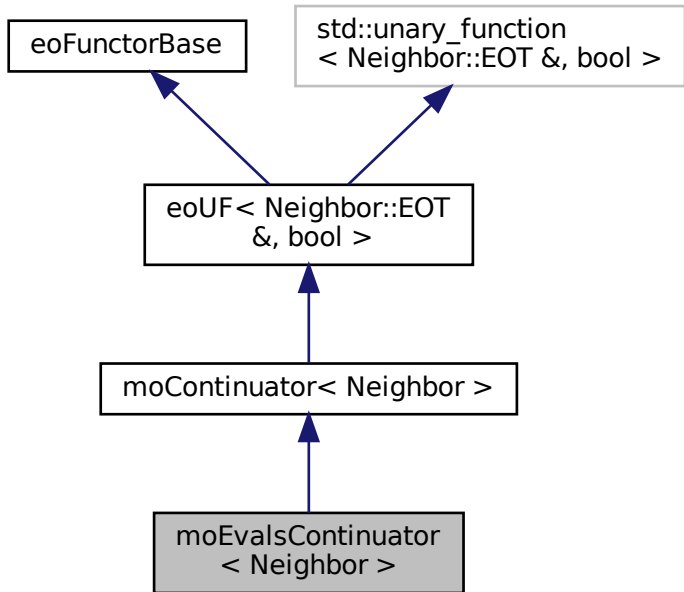 eoFunctorBase
std::unary_function
< Neighbor::EOT &, bool >
eoUF< Neighbor::EOT
&, bool >
moContinuator< Neighbor >
moEvalsContinuator
< Neighbor >